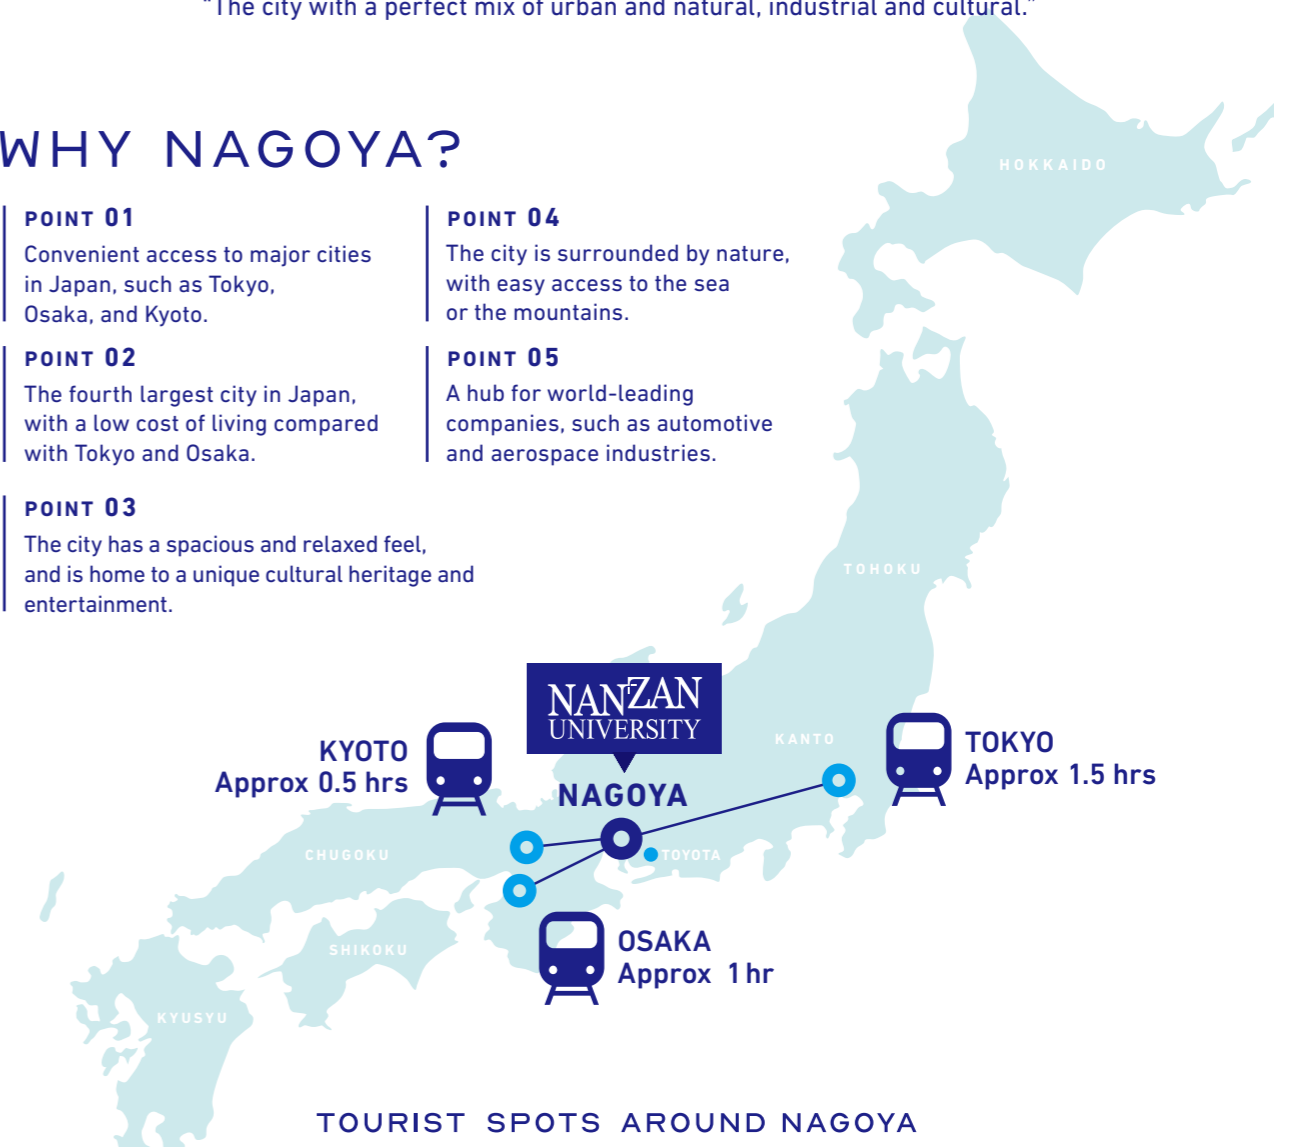 "The city with a perfect mix of urban and natural, industrial and cultural."
WHY NAGOYA?
POINT 01
Convenient access to major cities
in Japan, such as Tokyo,
Osaka, and Kyoto.
POINT 02
The fourth largest city in Japan,
with a low cost of living compared
with Tokyo and Osaka.
POINT 03
The city has a spacious and relaxed feel,
and is home to a unique cultural heritage and
entertainment.
POINT 04
The city is surrounded by nature,
with easy access to the sea
or the mountains.
POINT 05
A hub for world-leading
companies, such as automotive
and aerospace industries.
HOKKAIDO
TOHOKU
KANTO
NANZAN
UNIVERSITY
NAGOYA
KYOTO
Approx 0.5 hrs
TOKYO
Approx 1.5 hrs
CHUGOKU
TOYOTA
OSAKA
Approx 1 hr
SHIKOKU
KYUSYU
TOURIST SPOTS AROUND NAGOYA